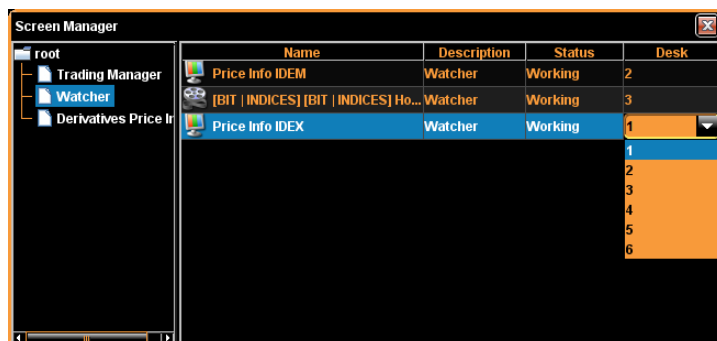 Screen Manager
root
Trading Manager
Watcher
Derivatives Price Ir
Name Description Status Desk
Price Info IDEM Watcher Working 2
[BIT | INDICES] [BIT | INDICES] Ho... Watcher Working 3
Price Info IDEX Watcher Working 1
1
2
3
4
5
6